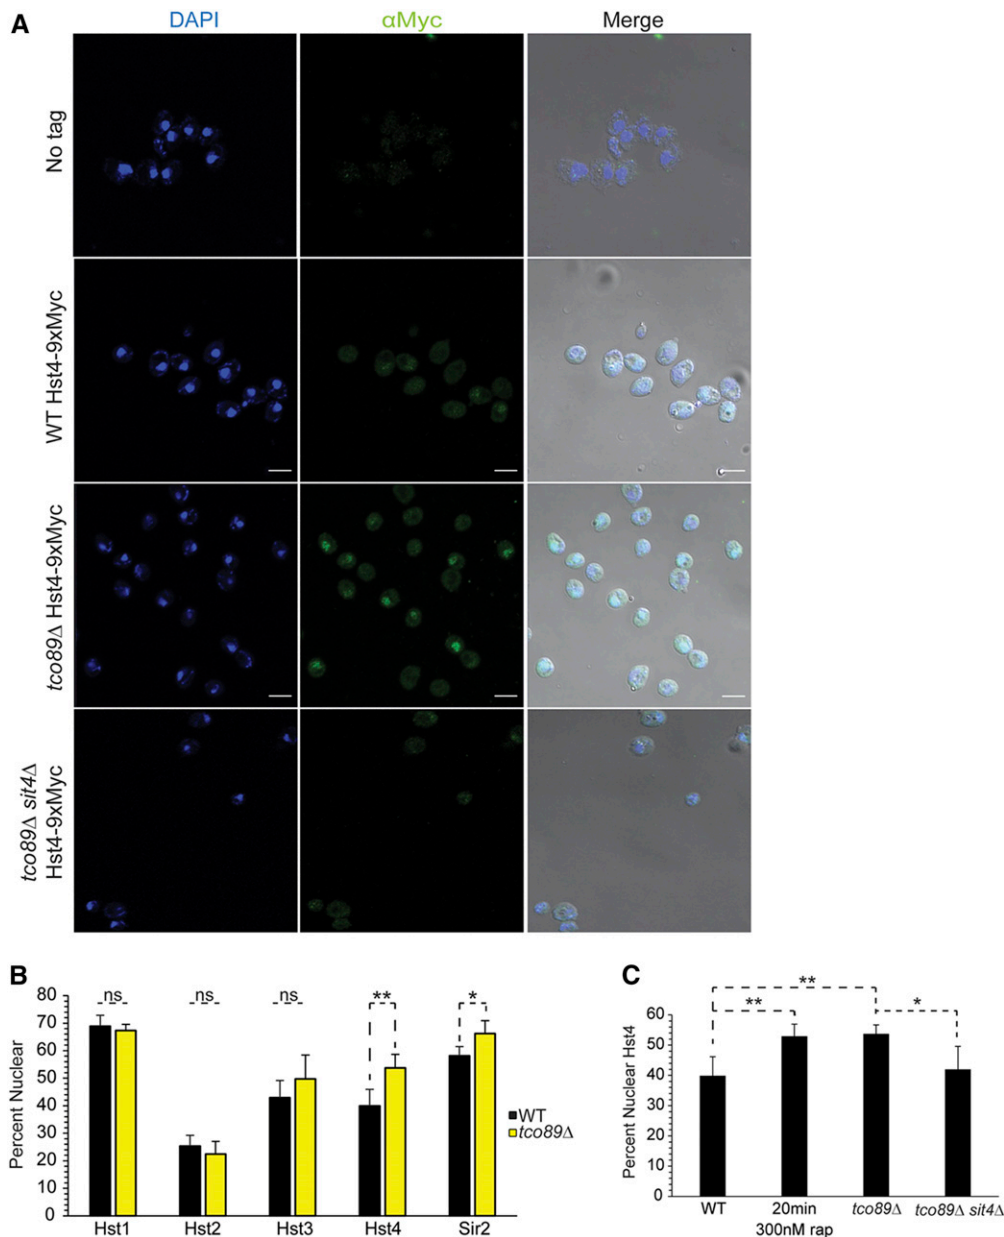 A
DAPI
αMyc
Merge
No tag
WT Hst4-9xMyc
tco89Δ Hst4-9xMyc
tco89Δ sit4Δ
Hst4-9xMyc
B
Percent Nuclear
80
70
60
50
40
30
20
10
0
ns
ns
ns
**
*
WT
tco89Δ
Hst1
Hst2
Hst3
Hst4
Sir2
C
Percent Nuclear Hst4
60
50
40
30
20
10
0
**
**
*
WT
20min
300nM rap
tco89Δ
tco89Δ sit4Δ